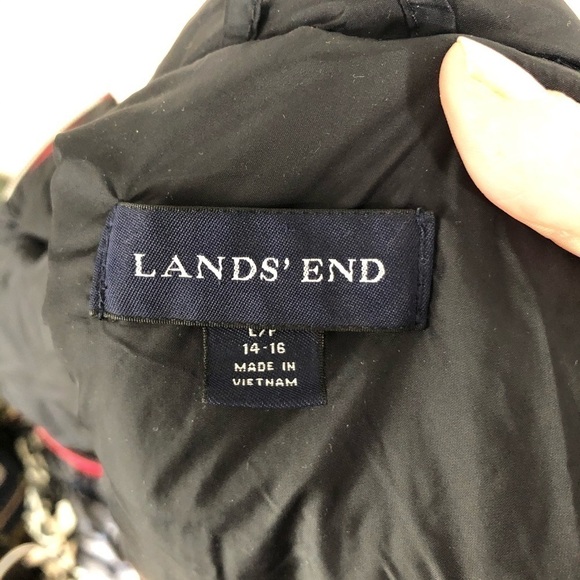 LANDS' END
14-16
MADE IN
VIETNAM